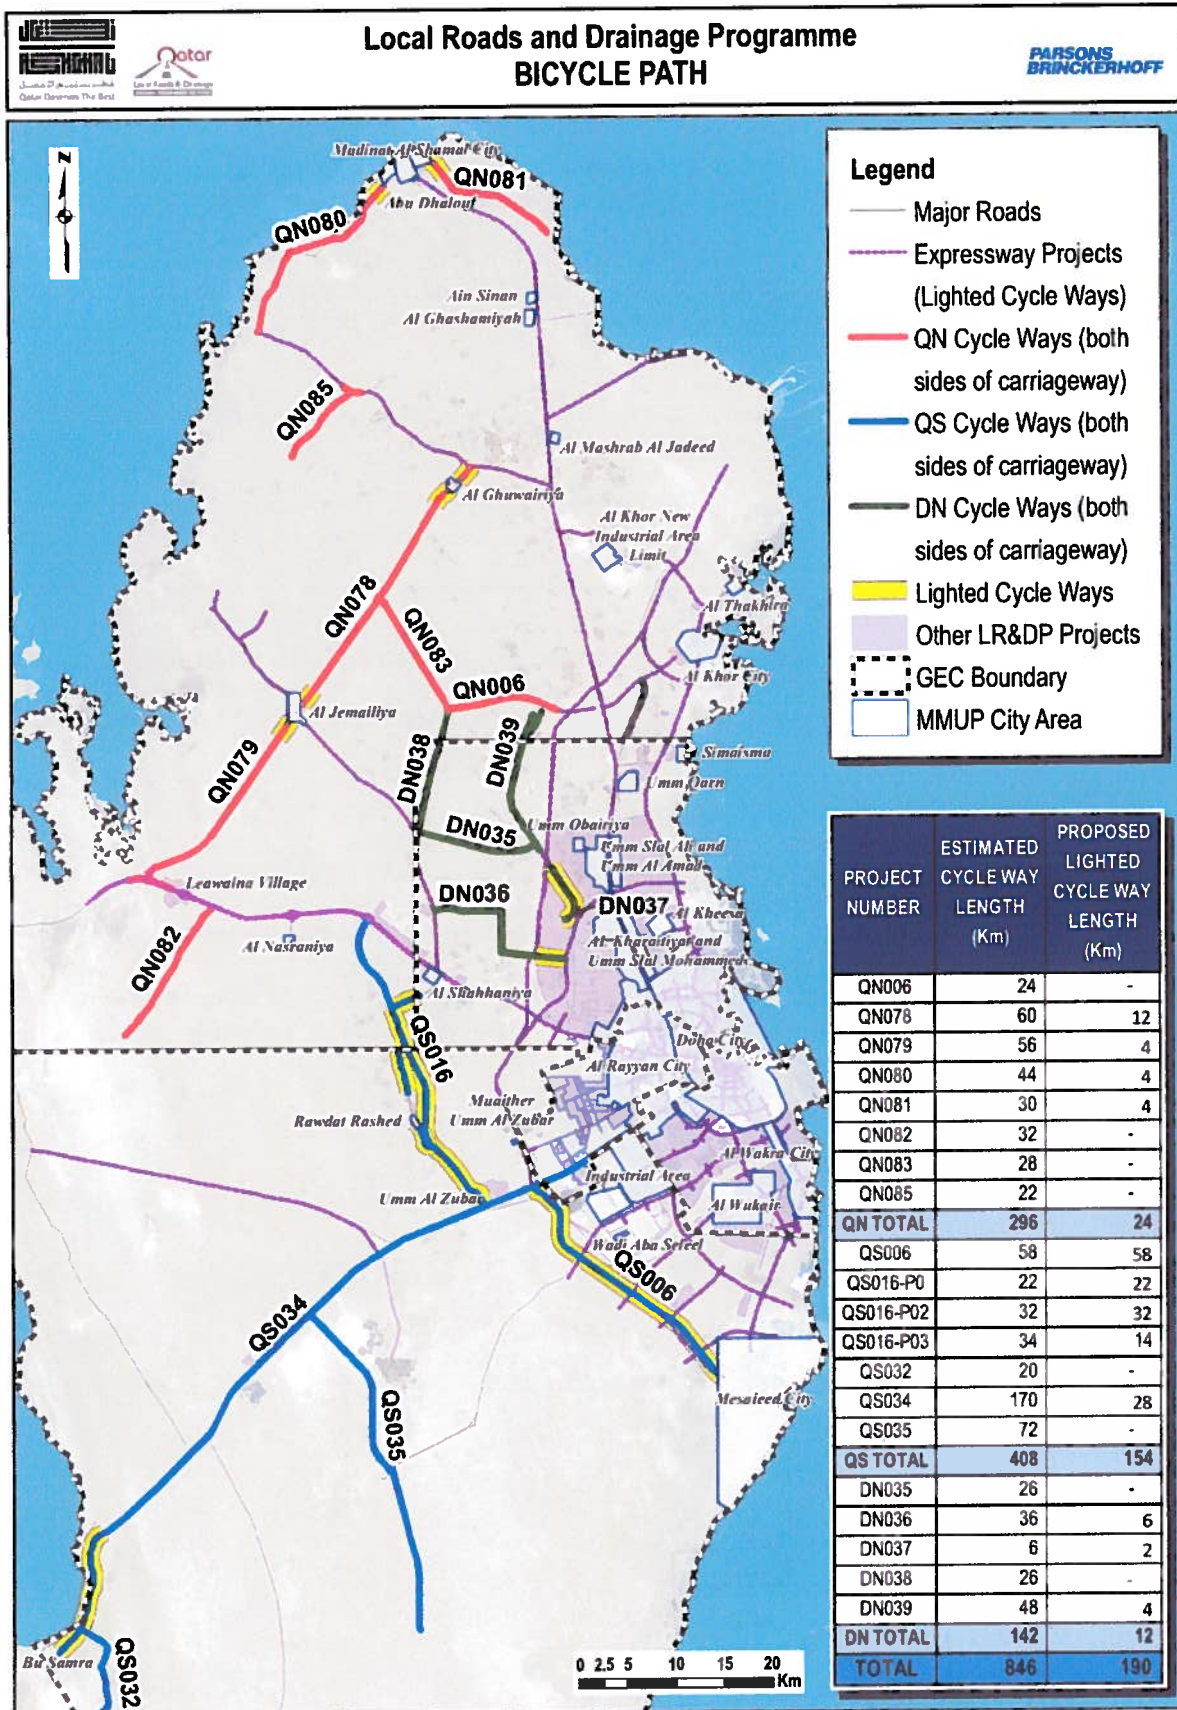 Local Roads and Drainage Programme
BICYCLE PATH
Qatar
Local Roads & Drainage
Qatar Deserves The Best
PARSONS
BRINCKERHOFF
N
Madinat Al Shamal City
QN081
Abu Dhalouf
QN080
Ain Sinan
Al Ghashamiyah
QN085
Al Mashrab Al Jadeed
Al Ghuwairiya
Al Khor New
Industrial Area
Limit
QN078
Al Thakhira
QN083
Al Khor City
QN006
Al Jemailiya
DN039
DN038
Simaisma
QN079
Umm Qarn
DN035
Umm Obairiya
Umm Slal Ali and
Umm Al Amad
Leawaina Village
DN036
DN037
Al Kheesa
Al Nasraniya
Al Kharaitiyat and
Umm Slal Mohammed
QN082
Al Shahhaniya
QS016
Doha City
Al Rayyan City
Muaither
Umm Al Zubar
Rawdat Rashed
Al Wakra City
Industrial Area
Umm Al Zubar
Al Wukair
Wadi Aba Seleel
QS006
QS034
QS035
Mesaieed City
Bu Samra
QS032
0 2.5 5 10 15 20
Km
Legend
Major Roads
Expressway Projects
(Lighted Cycle Ways)
QN Cycle Ways (both
sides of carriageway)
QS Cycle Ways (both
sides of carriageway)
DN Cycle Ways (both
sides of carriageway)
Lighted Cycle Ways
Other LR&DP Projects
GEC Boundary
MMUP City Area
PROJECT NUMBER ESTIMATED CYCLE WAY LENGTH (Km) PROPOSED LIGHTED CYCLE WAY LENGTH (Km)
QN006 24 -
QN078 60 12
QN079 56 4
QN080 44 4
QN081 30 4
QN082 32 -
QN083 28 -
QN085 22 -
QN TOTAL 296 24
QS006 58 58
QS016-P0 22 22
QS016-P02 32 32
QS016-P03 34 14
QS032 20 -
QS034 170 28
QS035 72 -
QS TOTAL 408 154
DN035 26 -
DN036 36 6
DN037 6 2
DN038 26 -
DN039 48 4
DN TOTAL 142 12
TOTAL 846 190